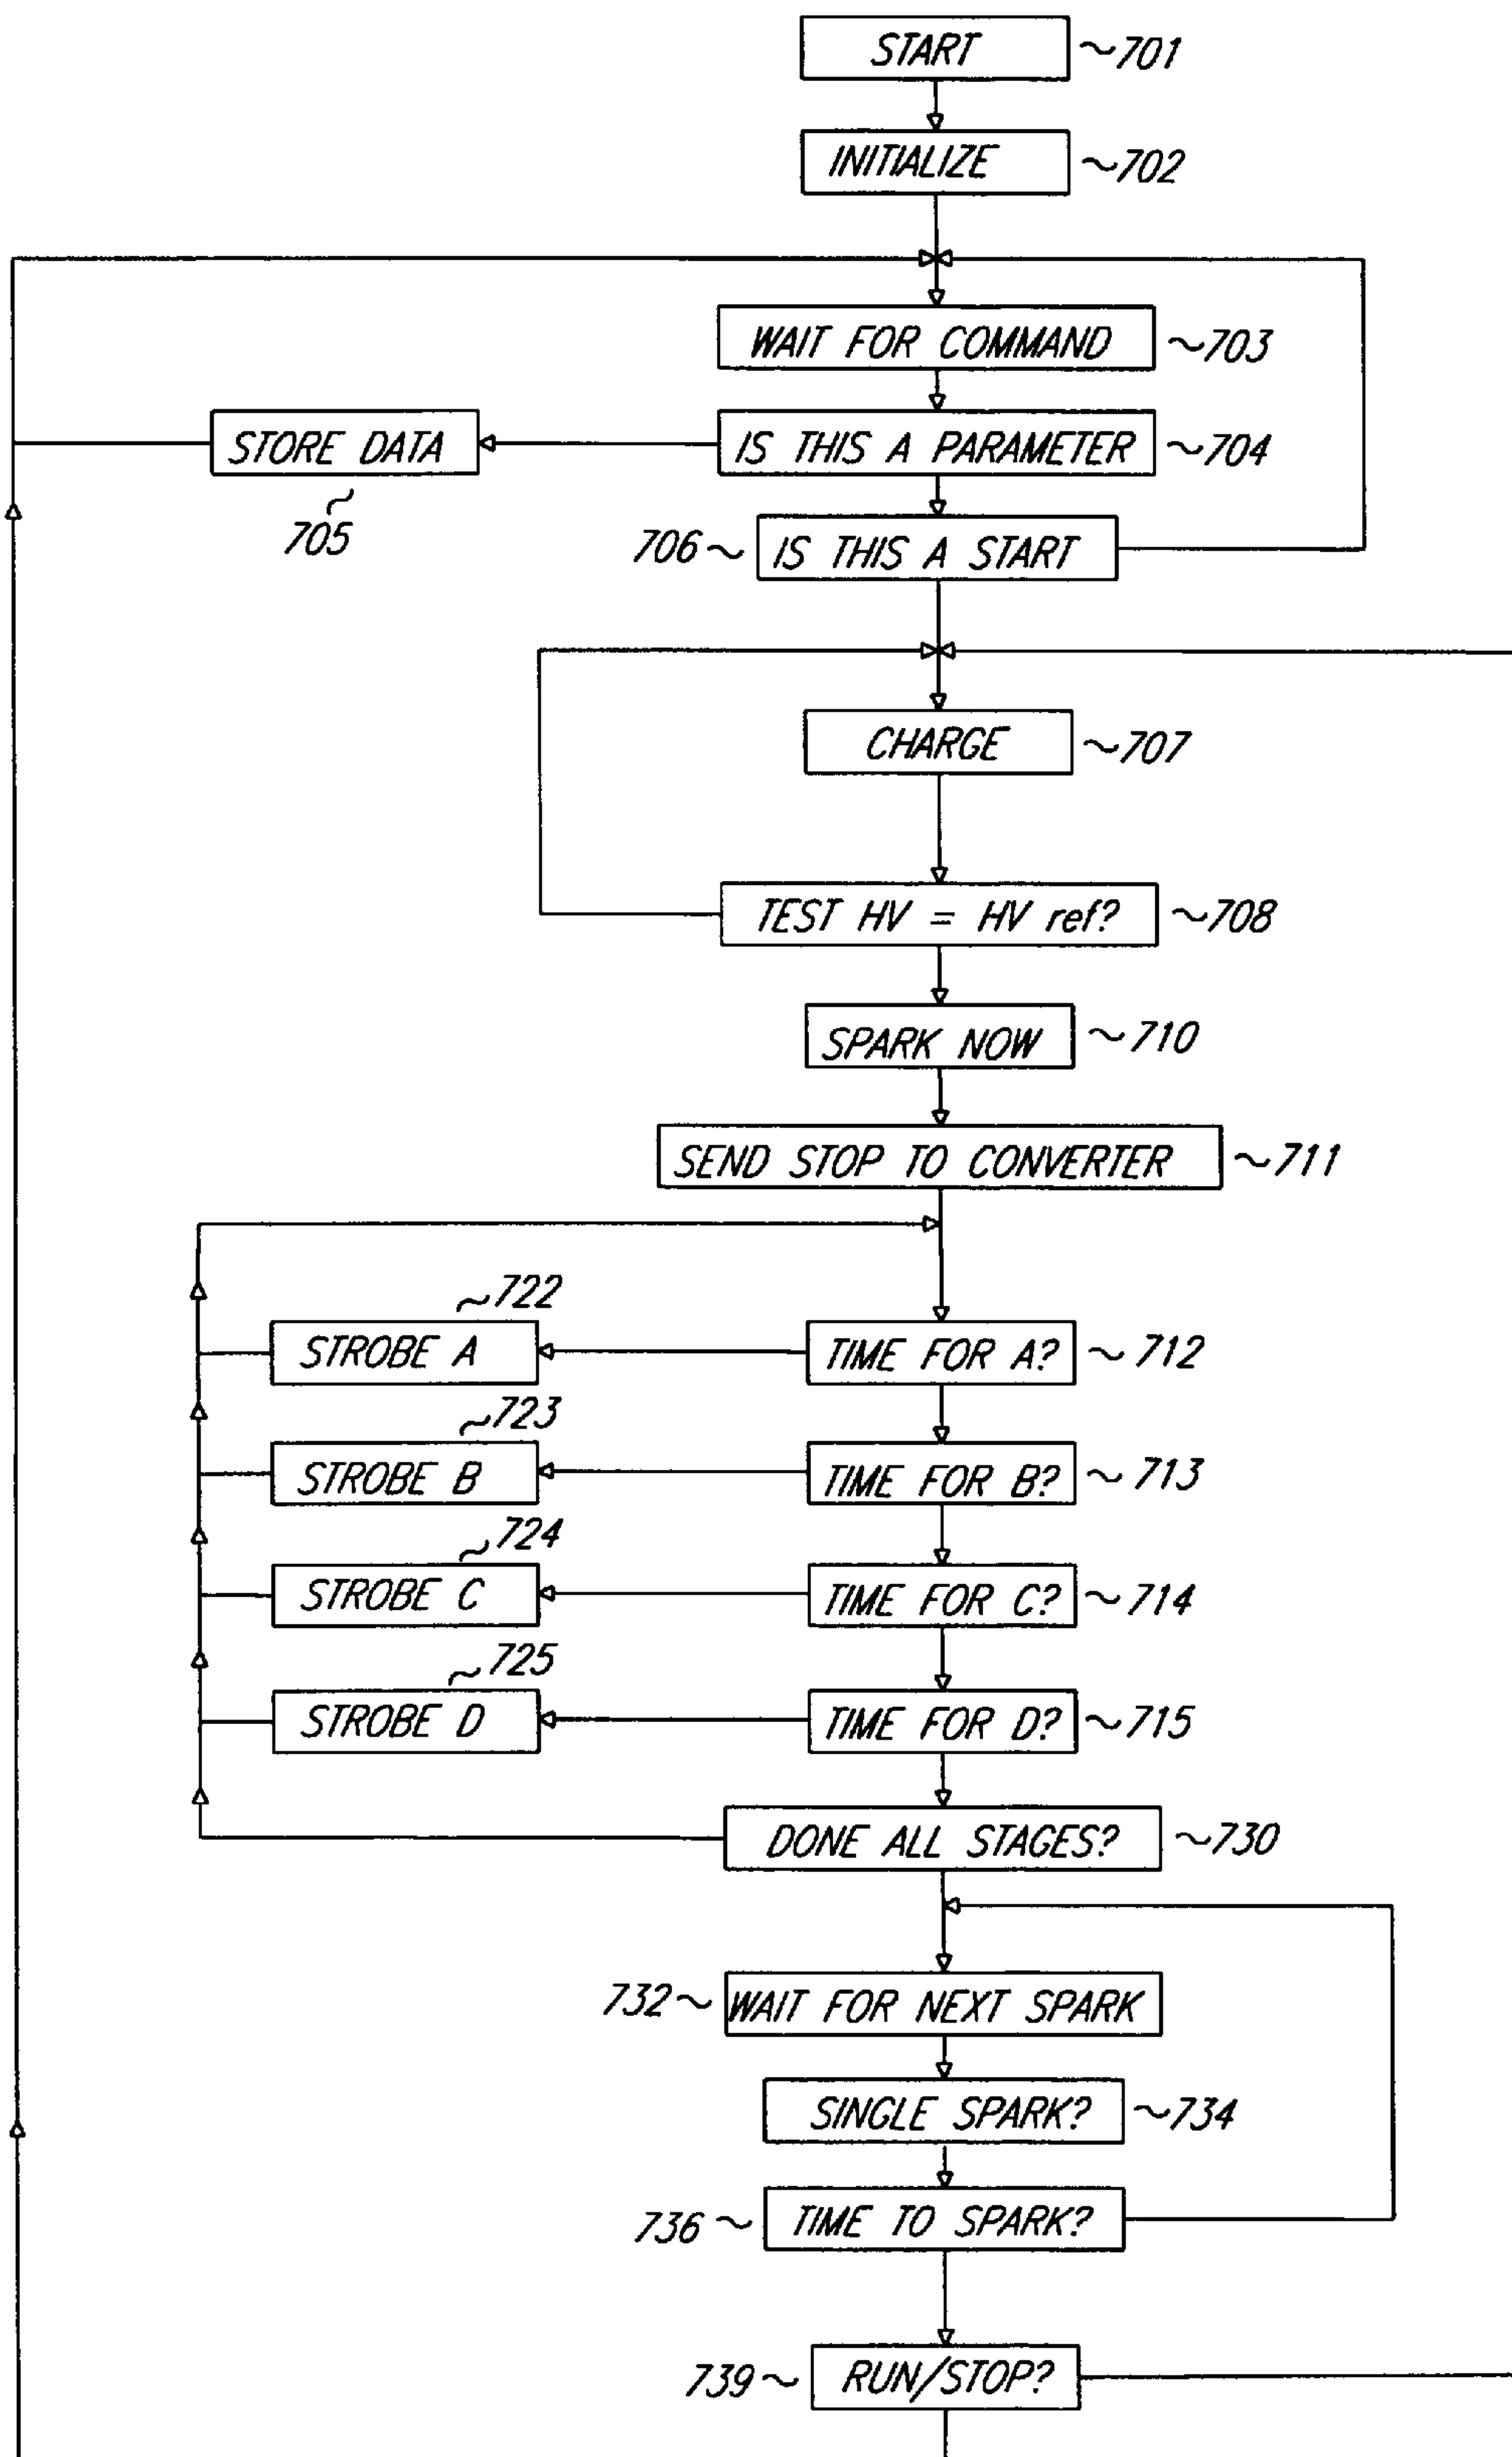 START ~701
INITIALIZE ~702
WAIT FOR COMMAND ~703
STORE DATA
705
IS THIS A PARAMETER ~704
706~ IS THIS A START
CHARGE ~707
TEST HV = HV ref? ~708
SPARK NOW ~710
SEND STOP TO CONVERTER ~711
~722
STROBE A
TIME FOR A? ~712
~723
STROBE B
TIME FOR B? ~713
~724
STROBE C
TIME FOR C? ~714
~725
STROBE D
TIME FOR D? ~715
DONE ALL STAGES? ~730
732~ WAIT FOR NEXT SPARK
SINGLE SPARK? ~734
736~ TIME TO SPARK?
739~ RUN/STOP?